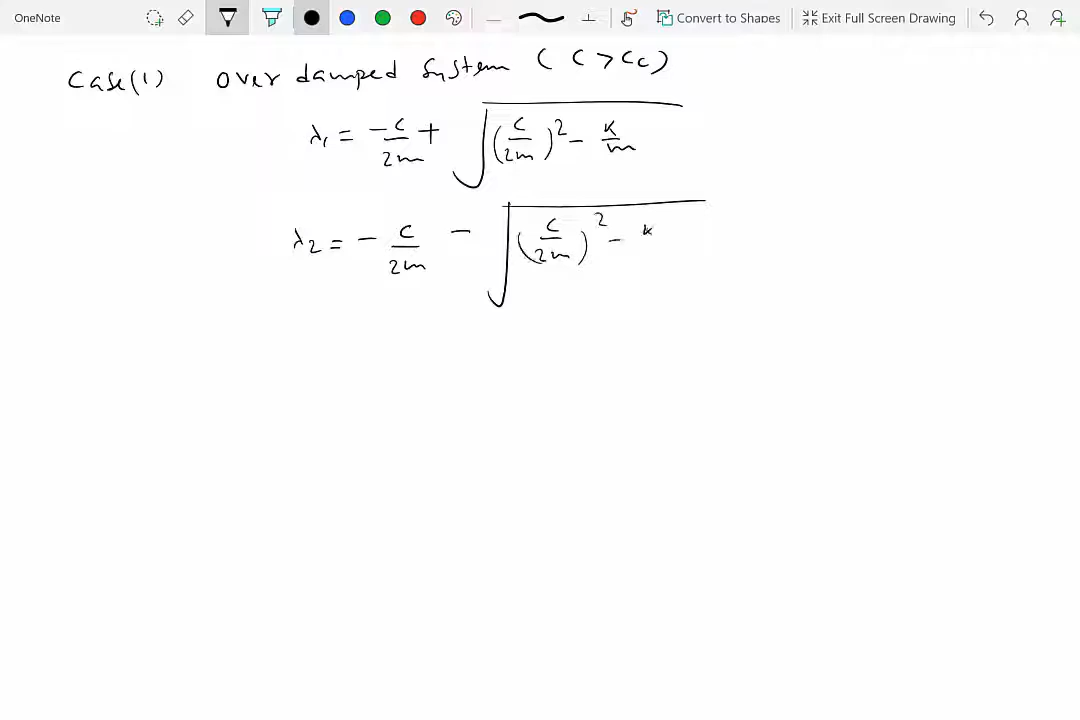 OneNote Convert to Shapes Exit Full Screen Drawing
Case(1) Over damped System ( C > Cc )
λ₁ = -c/2m + √((c/2m)² - k/m
λ₂ = - c/2m - √((c/2m)² - k